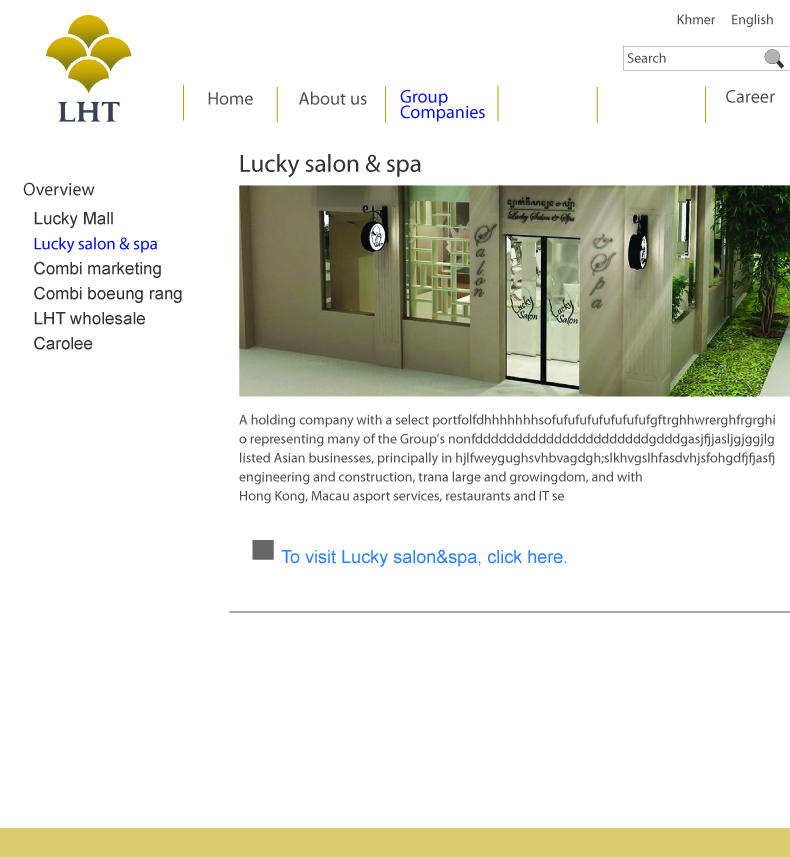 Khmer English
Search
LHT
Home About us Group Companies Career
Lucky salon & spa
Overview
Lucky Mall
Lucky salon & spa
Combi marketing
Combi boeung rang
LHT wholesale
Carolee
Lucky Salon & Spa
Salon
& Spa
Lucky Salon
Lucky Salon
A holding company with a select portfolfdhhhhhhhsofufufufufufufufufgftrghhwrerghfrgrghi
o representing many of the Group's nonfddddddddddddddddddddddgdddgasjfjjasljgjggjlg
listed Asian businesses, principally in hjlfweygughsvhbvagdgh;slkhvgslhfasdvhjsfohgdfjfjasfj
engineering and construction, trana large and growingdom, and with
Hong Kong, Macau asport services, restaurants and IT se
To visit Lucky salon&spa, click here.